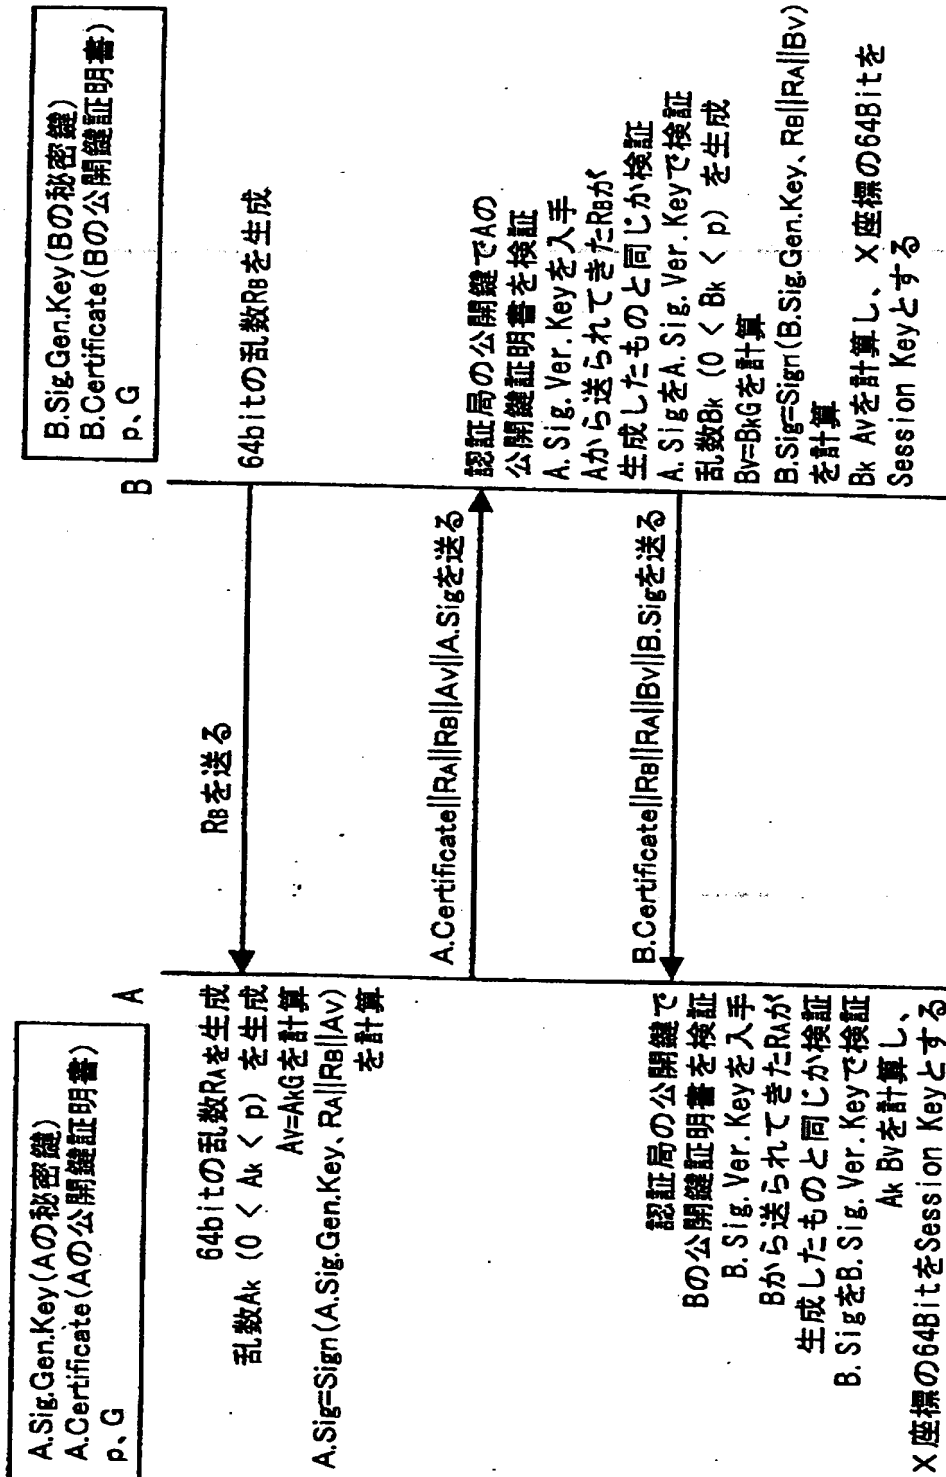 A.Sig.Gen.Key(Aの秘密鍵)
A.Certificate(Aの公開鍵証明書)
p、G
B.Sig.Gen.Key(Bの秘密鍵)
B.Certificate(Bの公開鍵証明書)
p、G
A
B
64bitの乱数RBを生成
RBを送る
64bitの乱数RAを生成
乱数Ak (0 < Ak < p) を生成
Av=AkGを計算
A.Sig=Sign(A.Sig.Gen.Key、RA||RB||Av)
を計算
A.Certificate||RA||RB||Av||A.Sigを送る
認証局の公開鍵でAの
公開鍵証明書を検証
A.Sig.Ver.Keyを入手
Aから送られてきたRBが
生成したものと同じか検証
A.SigをA.Sig.Ver.Keyで検証
乱数Bk (0 < Bk < p) を生成
Bv=BkGを計算
B.Sig=Sign(B.Sig.Gen.Key、RB||RA||Bv)
を計算
Bk Avを計算し、X座標の64Bitを
Session Keyとする
B.Certificate||RB||RA||Bv||B.Sigを送る
認証局の公開鍵で
Bの公開鍵証明書を検証
B.Sig.Ver.Keyを入手
Bから送られてきたRAが
生成したものと同じか検証
B.SigをB.Sig.Ver.Keyで検証
Ak Bvを計算し、
X座標の64BitをSession Keyとする